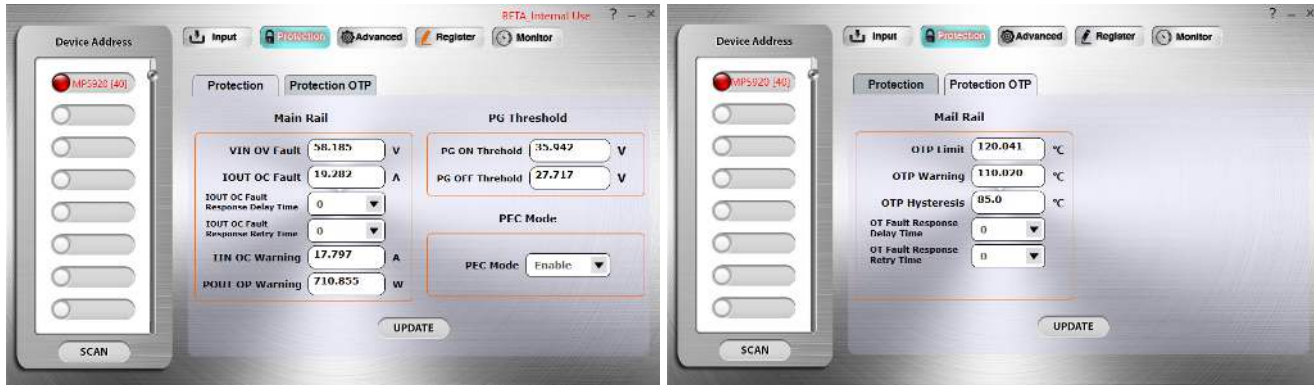 BETA_Internal Use ? – ×
Device Address
Input Protection Advanced Register Monitor
MP5920 [40]
Protection Protection OTP
Main Rail
VIN OV Fault 58.185 V
IOUT OC Fault 19.282 A
IOUT OC Fault
Response Delay Time 0
IOUT OC Fault
Response Retry Time 0
IIN OC Warning 17.797 A
POUT OP Warning 710.855 W
PG Threshold
PG ON Threhold 35.942 V
PG OFF Threhold 27.717 V
PEC Mode
PEC Mode Enable
UPDATE
SCAN
? – ×
Device Address
Input Protection Advanced Register Monitor
MP5920 [40]
Protection Protection OTP
Mail Rail
OTP Limit 120.041 °C
OTP Warning 110.020 °C
OTP Hysteresis 85.0 °C
OT Fault Response
Delay Time 0
OT Fault Response
Retry Time 0
UPDATE
SCAN